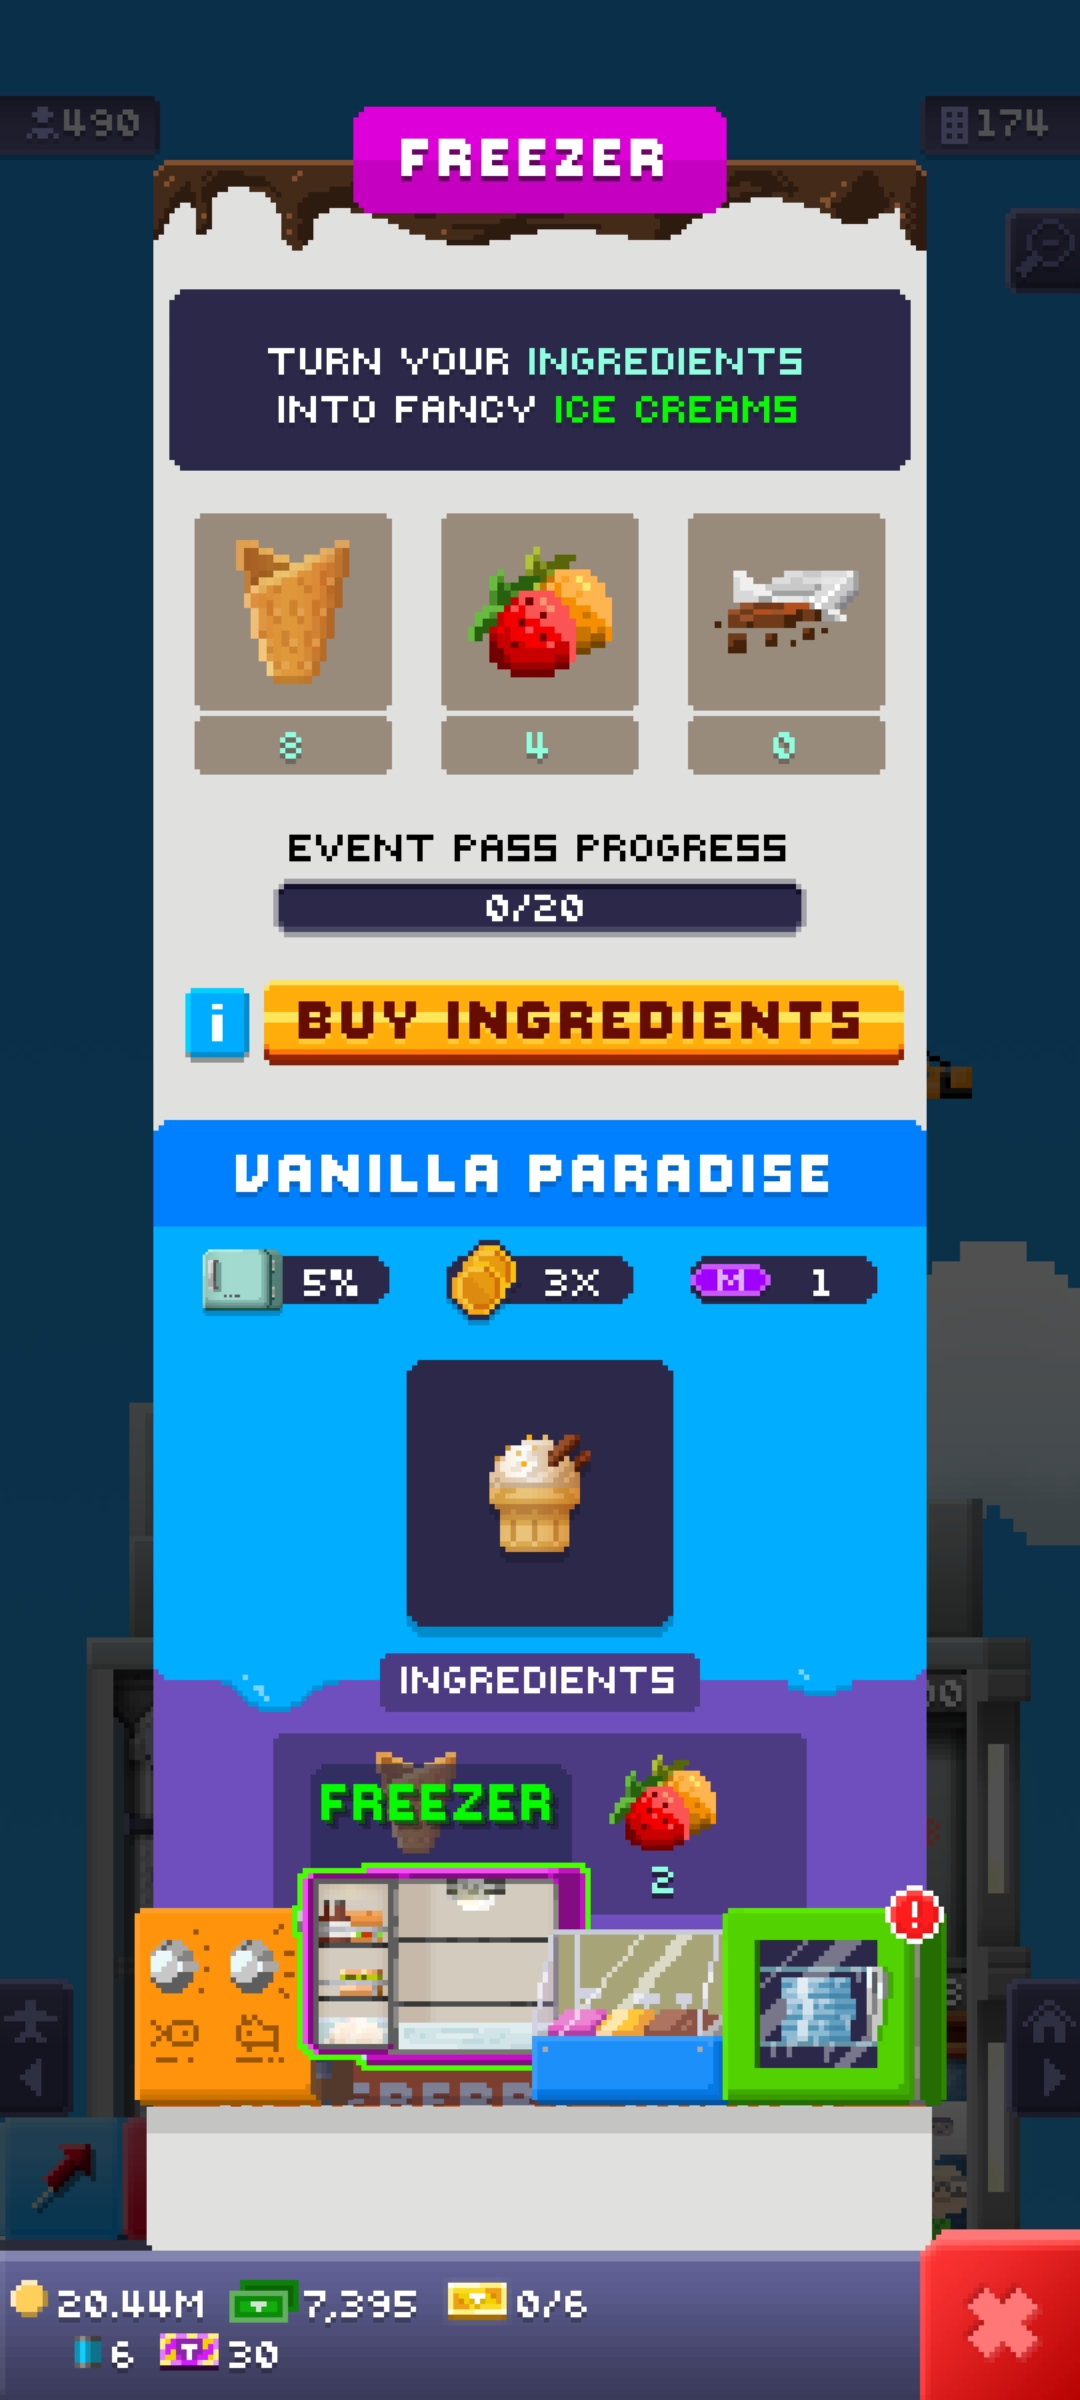 490
174
FREEZER
TURN YOUR INGREDIENTS
INTO FANCY ICE CREAMS
8
4
0
EVENT PASS PROGRESS
0/20
i
BUY INGREDIENTS
VANILLA PARADISE
5%
3X
M
1
INGREDIENTS
FREEZER
2
!
20.44M
7,395
0/6
6
T
30